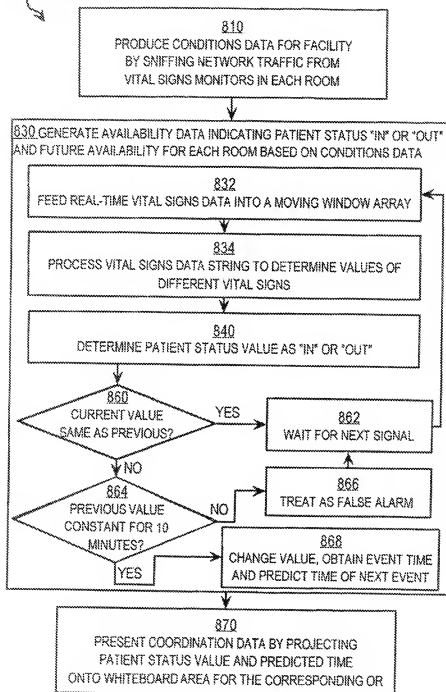 810
PRODUCE CONDITIONS DATA FOR FACILITY
BY SNIFFING NETWORK TRAFFIC FROM
VITAL SIGNS MONITORS IN EACH ROOM
830 GENERATE AVAILABILITY DATA INDICATING PATIENT STATUS "IN" OR "OUT"
AND FUTURE AVAILABILITY FOR EACH ROOM BASED ON CONDITIONS DATA
832
FEED REAL-TIME VITAL SIGNS DATA INTO A MOVING WINDOW ARRAY
834
PROCESS VITAL SIGNS DATA STRING TO DETERMINE VALUES OF
DIFFERENT VITAL SIGNS
840
DETERMINE PATIENT STATUS VALUE AS "IN" OR "OUT"
860
CURRENT VALUE
SAME AS PREVIOUS?
YES
862
WAIT FOR NEXT SIGNAL
NO
864
PREVIOUS VALUE
CONSTANT FOR 10
MINUTES?
NO
866
TREAT AS FALSE ALARM
YES
868
CHANGE VALUE, OBTAIN EVENT TIME
AND PREDICT TIME OF NEXT EVENT
870
PRESENT COORDINATION DATA BY PROJECTING
PATIENT STATUS VALUE AND PREDICTED TIME
ONTO WHITEBOARD AREA FOR THE CORRESPONDING OR